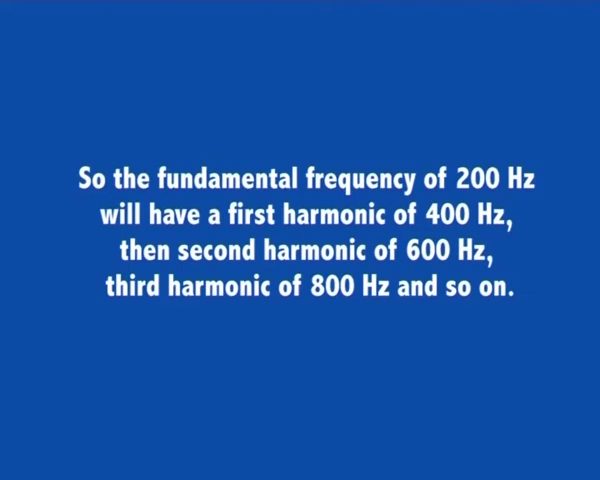 So the fundamental frequency of 200 Hz
will have a first harmonic of 400 Hz,
then second harmonic of 600 Hz,
third harmonic of 800 Hz and so on.